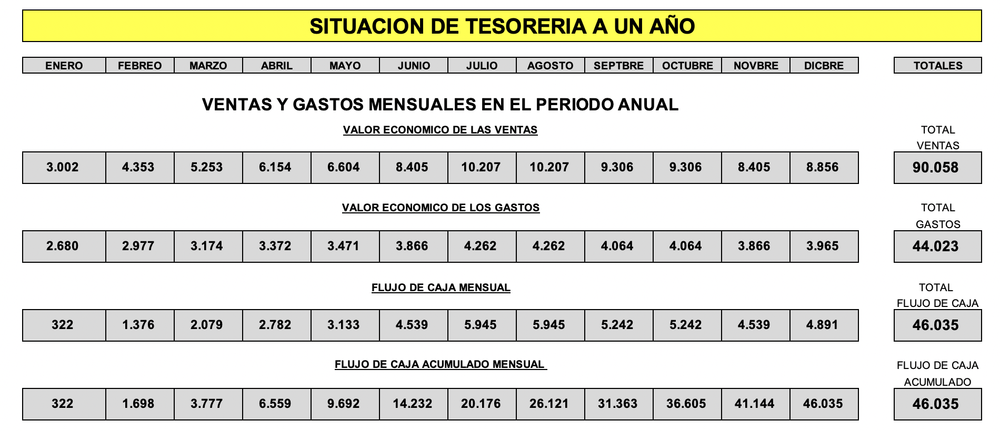 SITUACION DE TESORERIA A UN AÑO
ENERO FEBREO MARZO ABRIL MAYO JUNIO JULIO AGOSTO SEPTBRE OCTUBRE NOVBRE DICBRE TOTALES
VENTAS Y GASTOS MENSUALES EN EL PERIODO ANUAL
VALOR ECONOMICO DE LAS VENTAS TOTAL
VENTAS
3.002 4.353 5.253 6.154 6.604 8.405 10.207 10.207 9.306 9.306 8.405 8.856 90.058
VALOR ECONOMICO DE LOS GASTOS TOTAL
GASTOS
2.680 2.977 3.174 3.372 3.471 3.866 4.262 4.262 4.064 4.064 3.866 3.965 44.023
FLUJO DE CAJA MENSUAL TOTAL
FLUJO DE CAJA
322 1.376 2.079 2.782 3.133 4.539 5.945 5.945 5.242 5.242 4.539 4.891 46.035
FLUJO DE CAJA ACUMULADO MENSUAL FLUJO DE CAJA
ACUMULADO
322 1.698 3.777 6.559 9.692 14.232 20.176 26.121 31.363 36.605 41.144 46.035 46.035